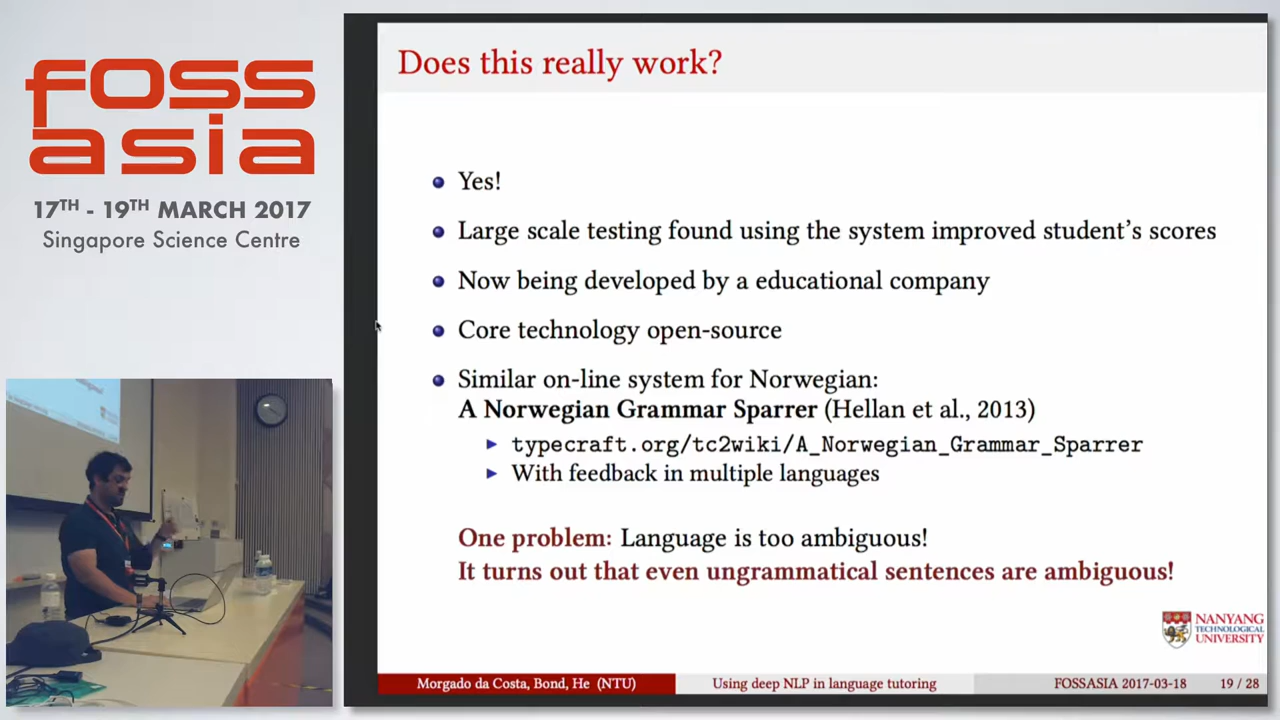 foss
asia
17TH - 19TH MARCH 2017
Singapore Science Centre
Does this really work?
Yes!
Large scale testing found using the system improved student's scores
Now being developed by a educational company
Core technology open-source
Similar on-line system for Norwegian:
A Norwegian Grammar Sparrer (Hellan et al., 2013)
typecraft.org/tc2wiki/A_Norwegian_Grammar_Sparrer
With feedback in multiple languages
One problem: Language is too ambiguous!
It turns out that even ungrammatical sentences are ambiguous!
NANYANG
TECHNOLOGICAL
UNIVERSITY
Morgado da Costa, Bond, He (NTU)
Using deep NLP in language tutoring
FOSSASIA 2017-03-18
19 / 28